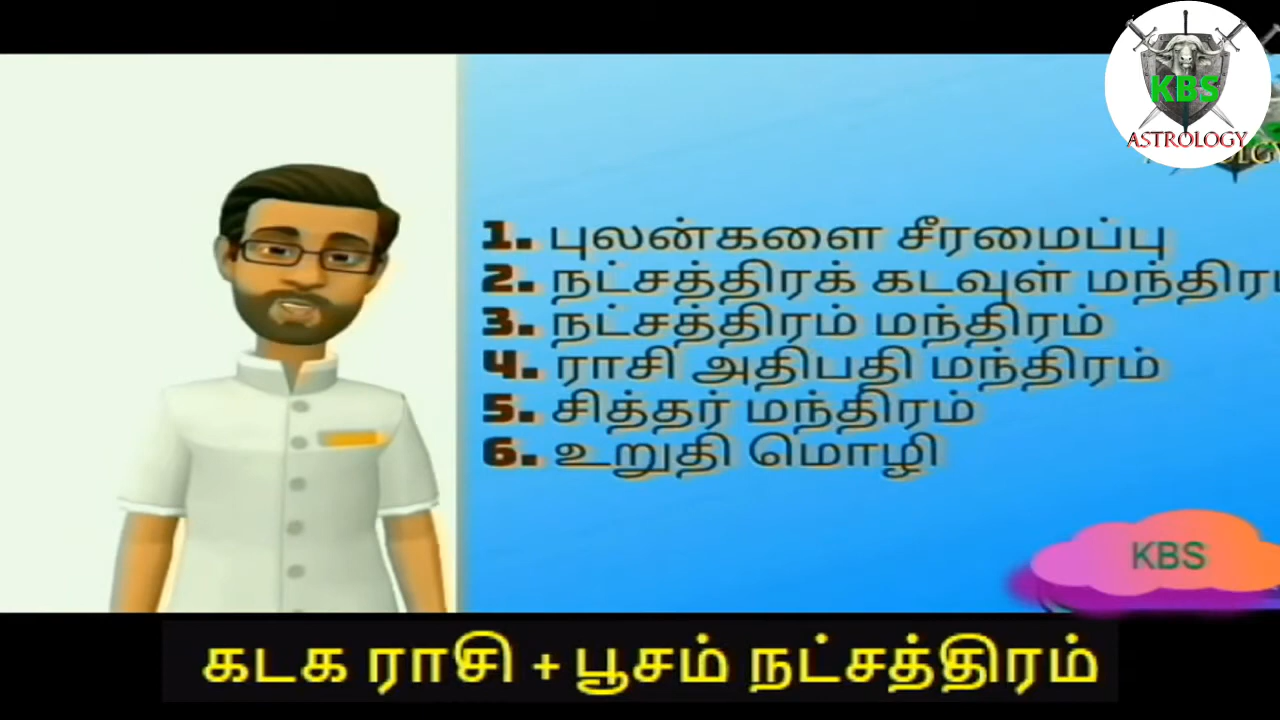 KBS
ASTROLOGY
1. புலன்களை சீரமைப்பு
2. நட்சத்திரக் கடவுள்
3. நட்சத்திரம் மந்திரம்
4. ராசி அதிபதி மந்திரம்
5. சித்தர் மந்திரம்
6. உறுதி மொழி
KBS
கடக ராசி + பூசம் நட்சத்திரம்